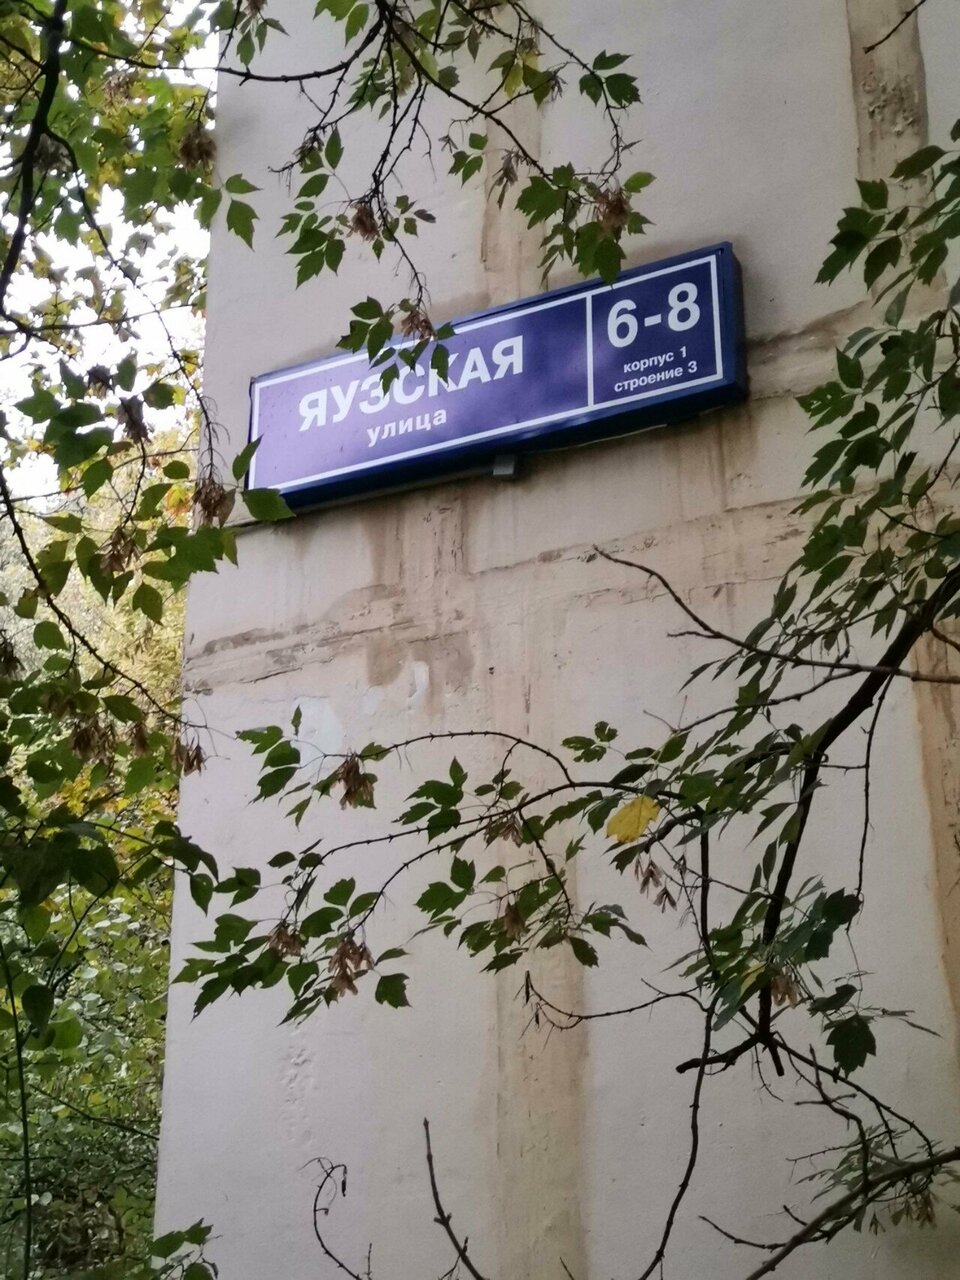 ЯУЗСКАЯ
улица
6-8
корпус 1
строение 3